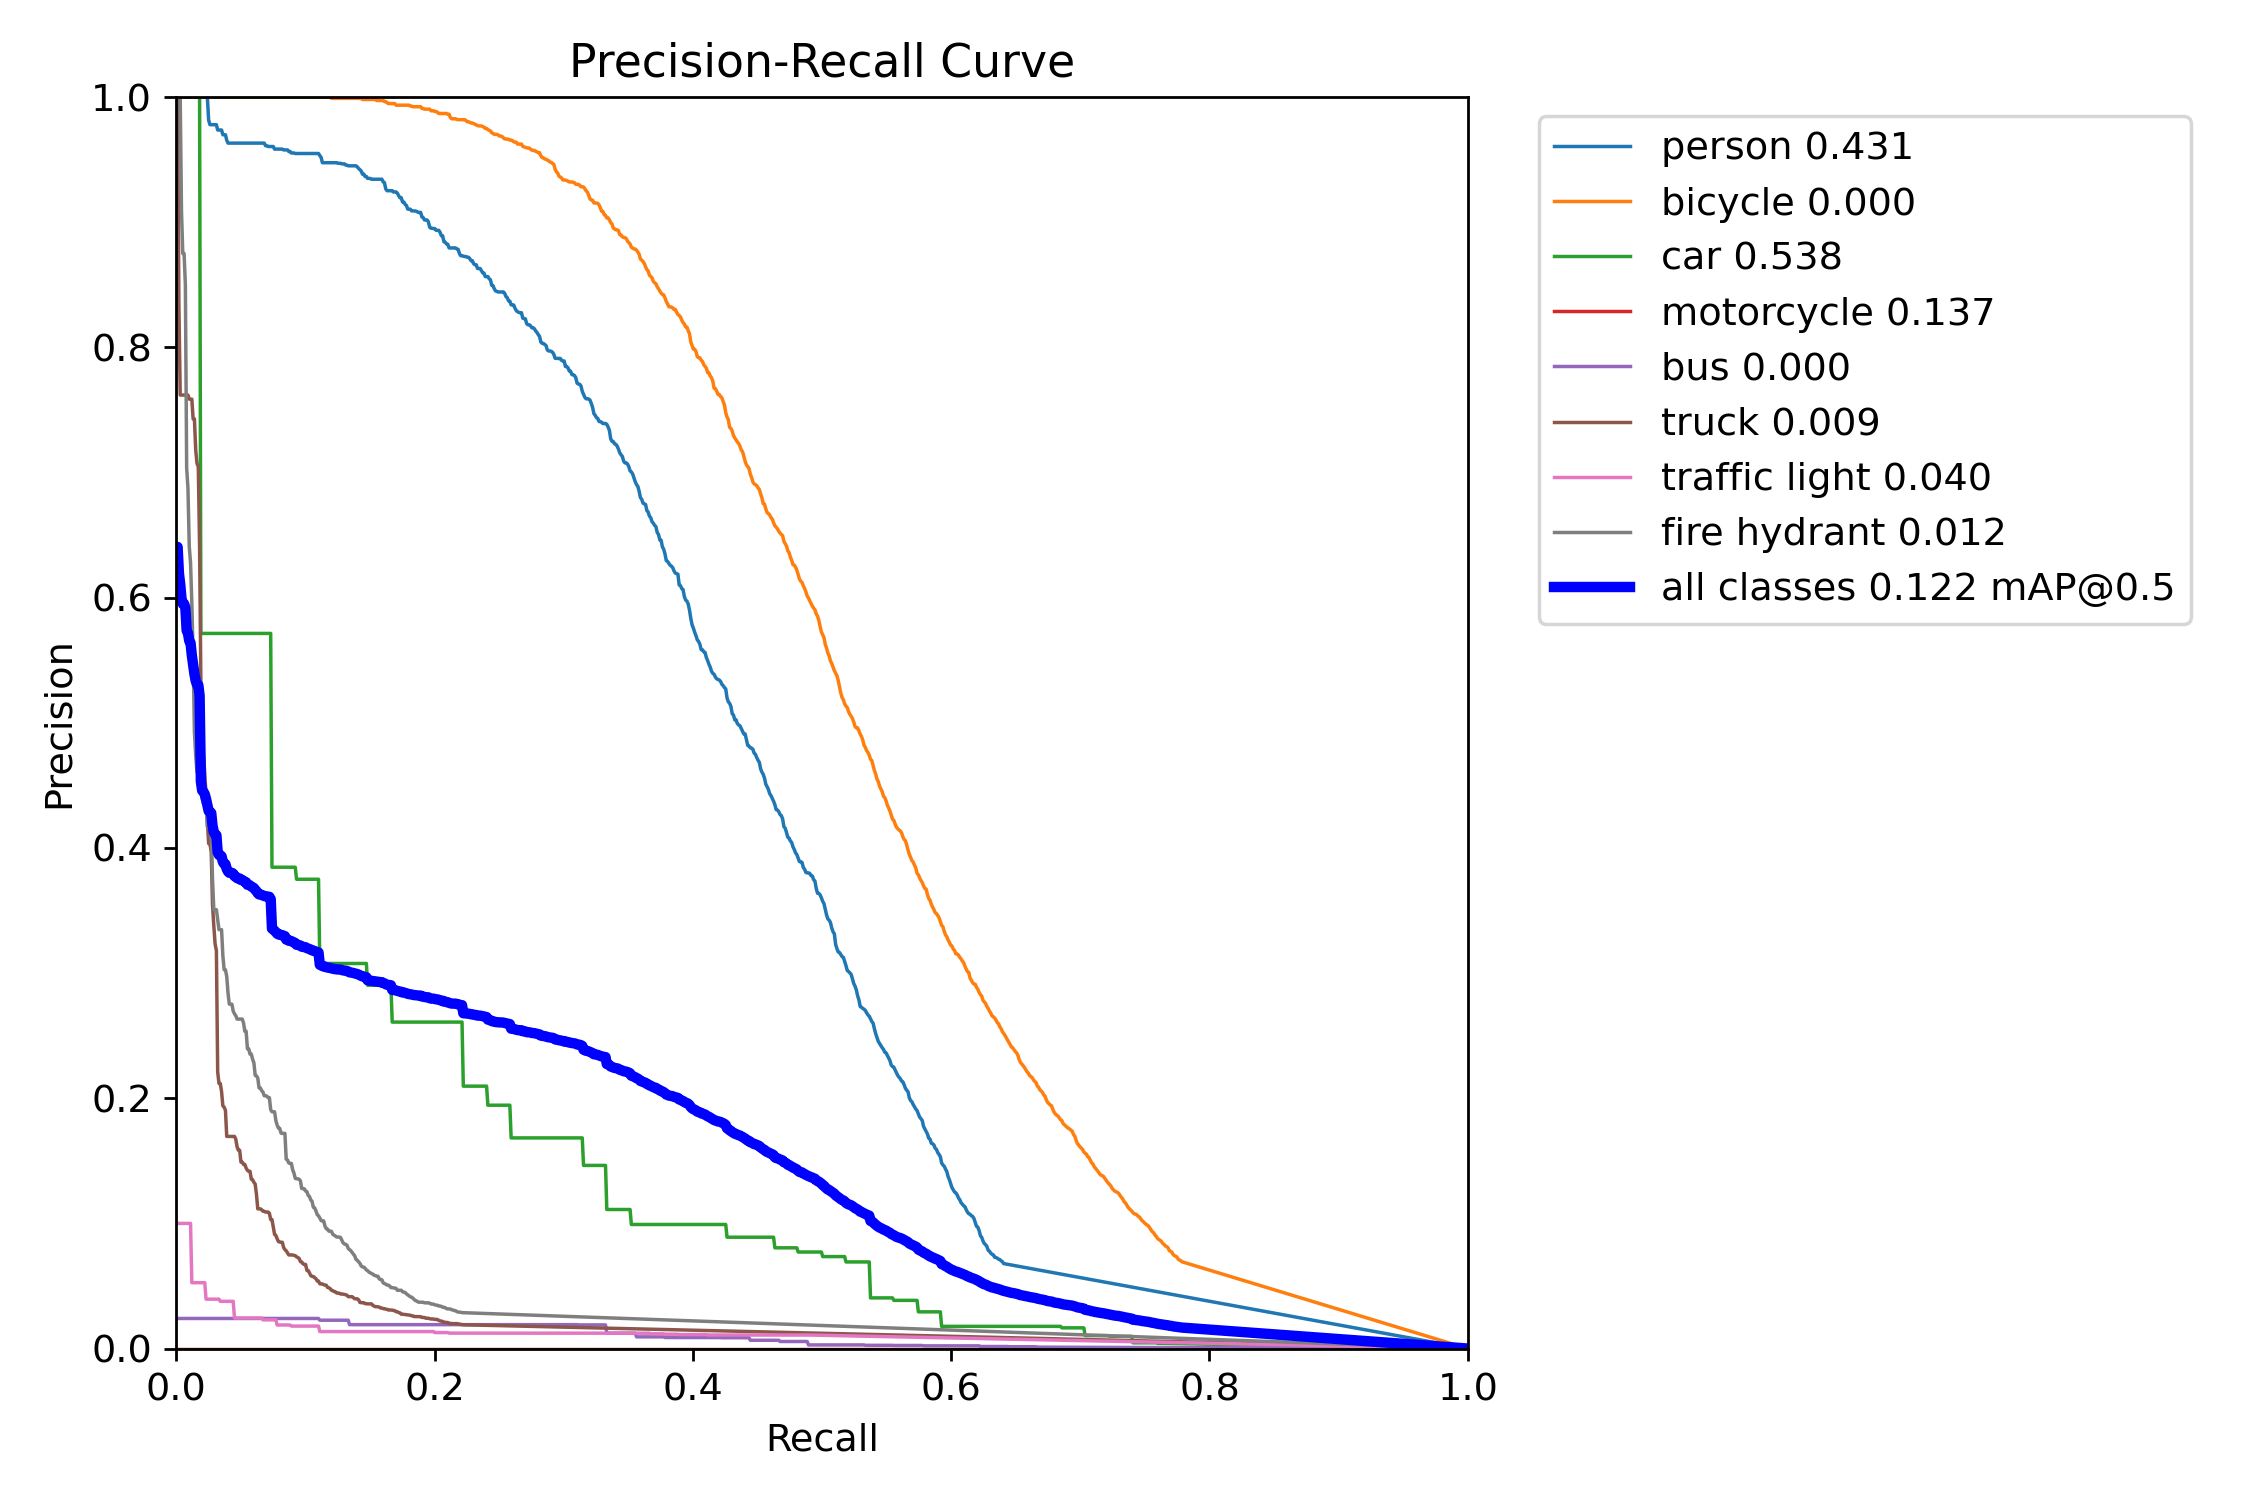 Precision-Recall Curve
1.0
0.8
0.6
0.4
0.2
0.0
Precision
0.0 0.2 0.4 0.6 0.8 1.0
Recall
person 0.431
bicycle 0.000
car 0.538
motorcycle 0.137
bus 0.000
truck 0.009
traffic light 0.040
fire hydrant 0.012
all classes 0.122 mAP@0.5